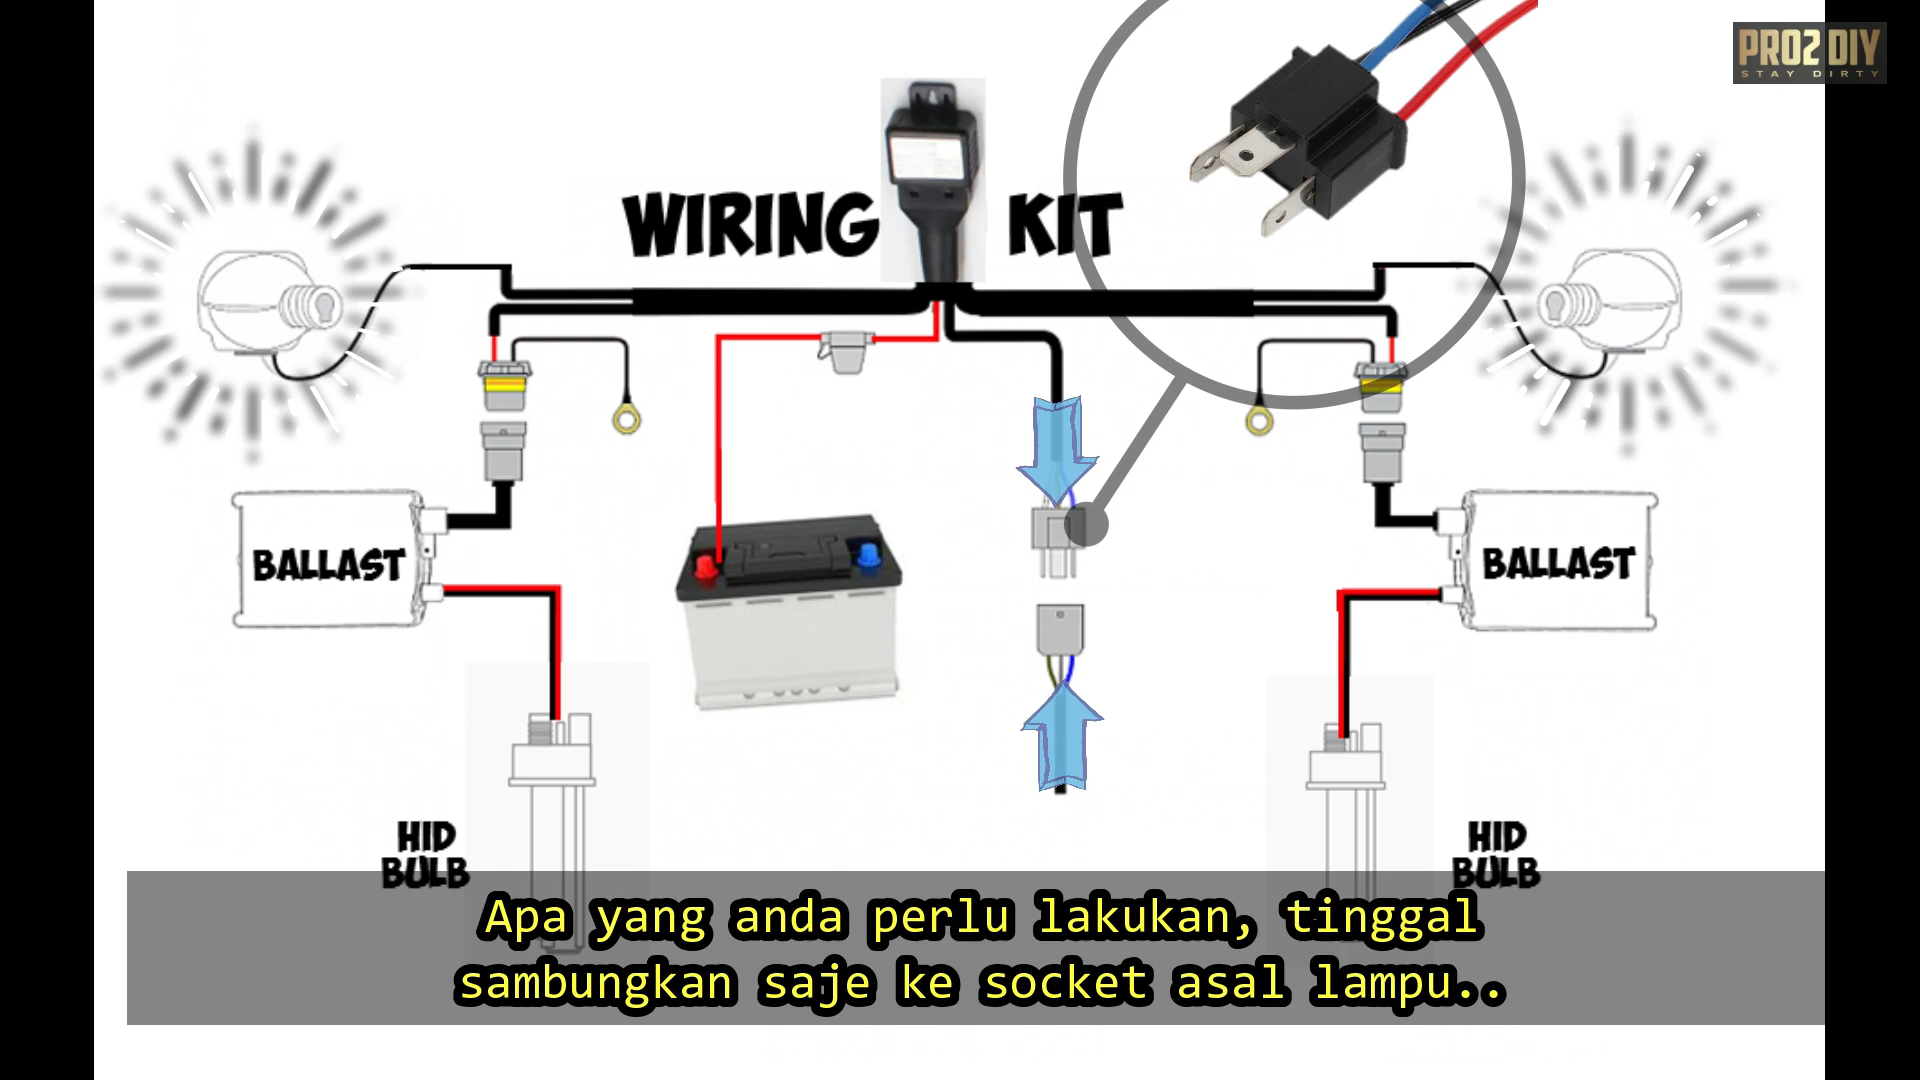 PRO2 DIY
STAY DIRTY
WIRING KIT
BALLAST
BALLAST
HID
BULB
HID
BULB
Apa yang anda perlu lakukan, tinggal
sambungkan saje ke socket asal lampu..